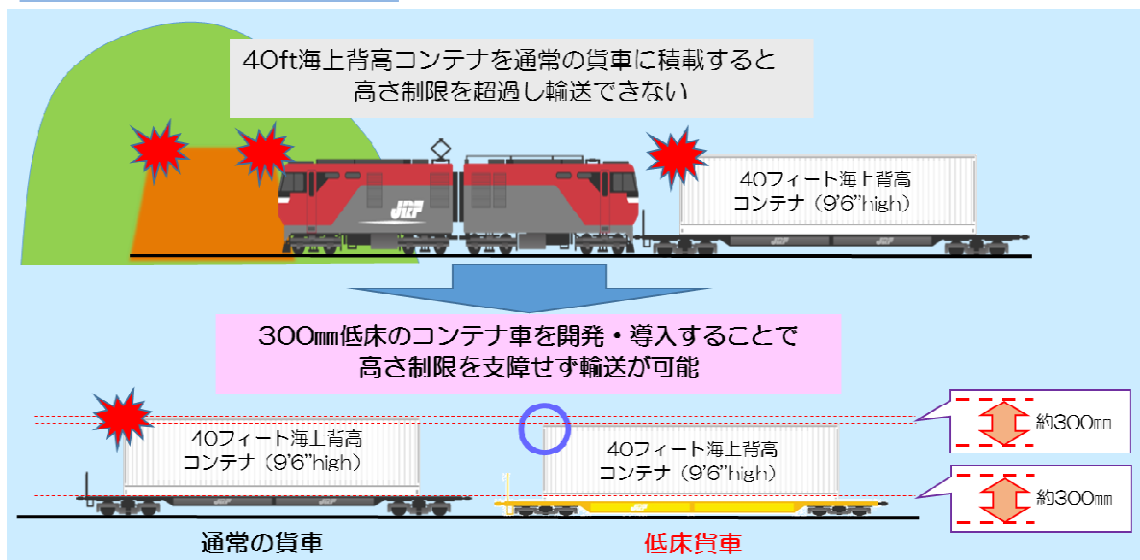 40ft海上背高コンテナを通常の貨車に積載すると
高さ制限を超過し輸送できない
40フィート海上背高
コンテナ（9'6"high）
JRF
JRF
JRF
300㎜低床のコンテナ車を開発・導入することで
高さ制限を支障せず輸送が可能
約300㎜
40フィート海上背高
コンテナ（9'6"high）
40フィート海上背高
コンテナ（9'6"high）
約300㎜
JRF
JRF
JRF
通常の貨車
低床貨車